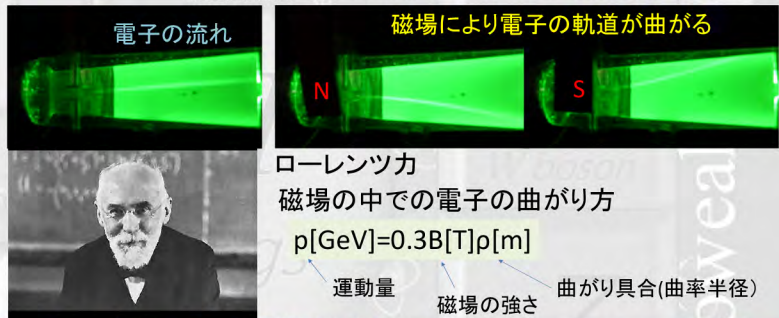 電子の流れ
磁場により電子の軌道が曲がる
N
S
ローレンツ力
磁場の中での電子の曲がり方
p[GeV]=0.3B[T]ρ[m]
運動量
磁場の強さ
曲がり具合(曲率半径)
W boson